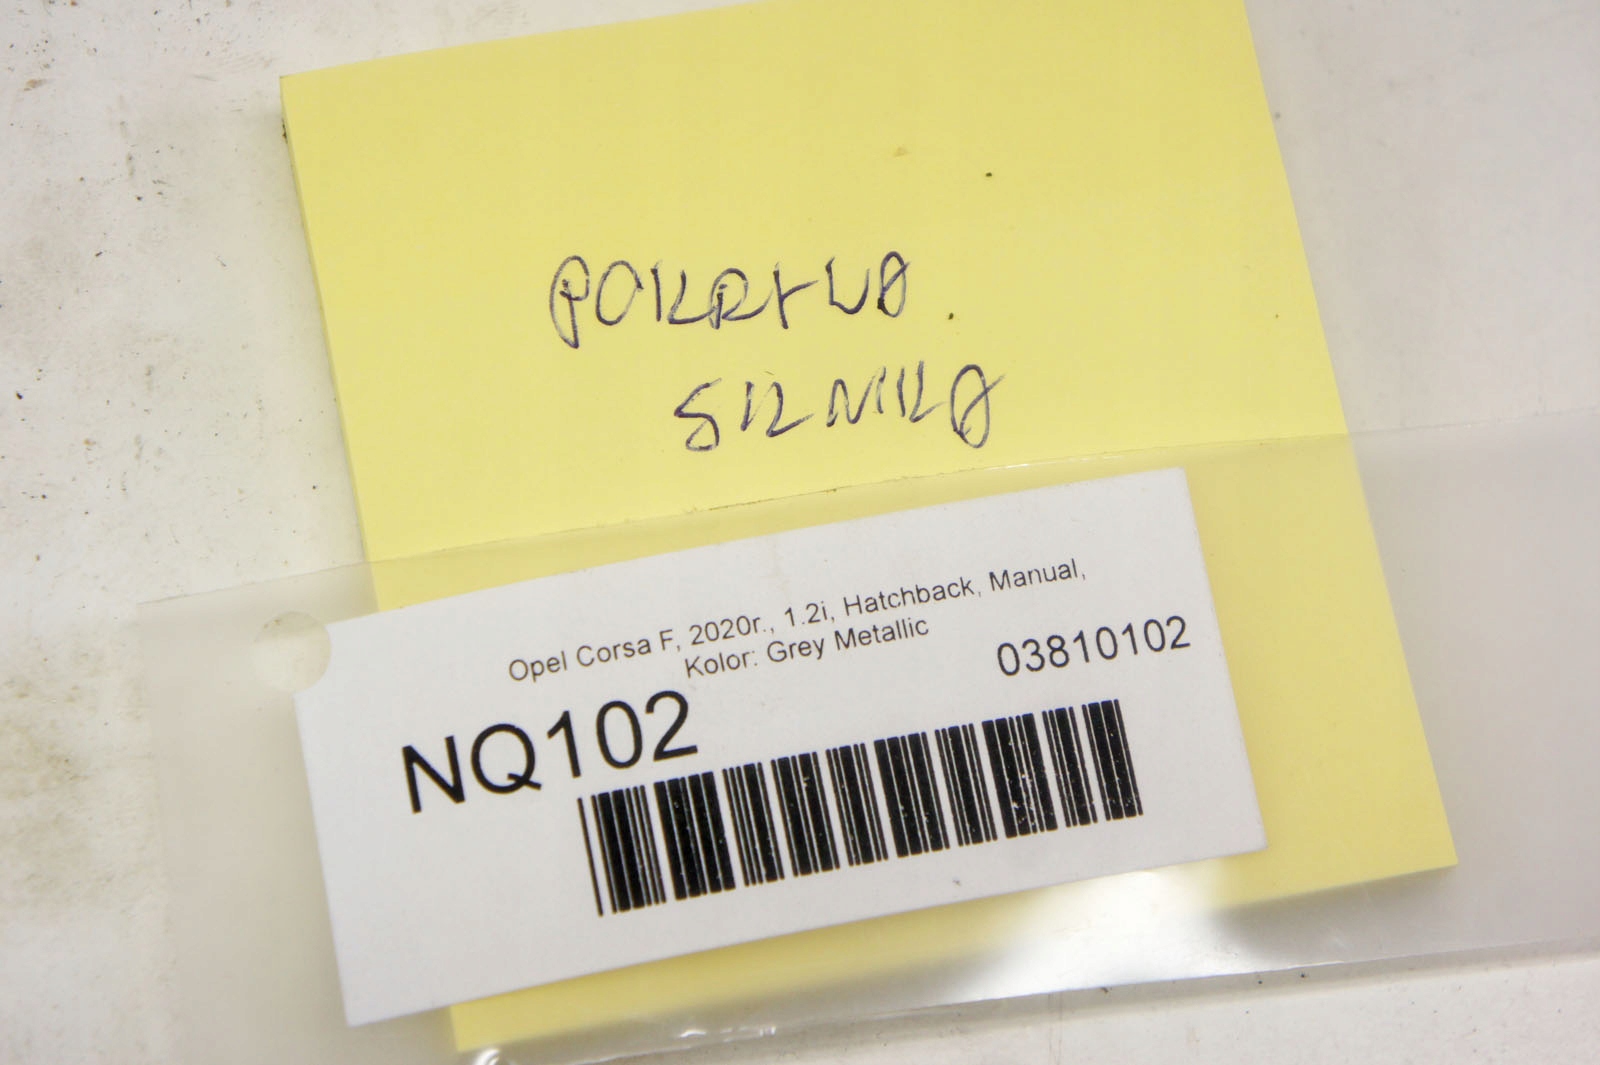 POKRYWA
SILNIKA
Opel Corsa F, 2020r., 1.2i, Hatchback, Manual,
Kolor: Grey Metallic
03810102
NQ102